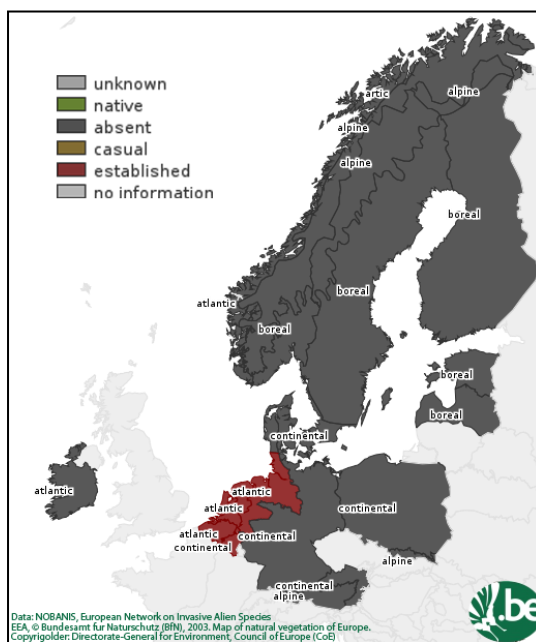 unknown
native
absent
casual
established
no information
artic
alpine
alpine
alpine
boreal
atlantic
boreal
boreal
boreal
boreal
continental
atlantic
atlantic
atlantic
atlantic
continental
continental
continental
alpine
continental
alpine
Data: NOBANIS, European Network on Invasive Alien Species
EEA, © Bundesamt fur Naturschutz (BfN), 2003. Map of natural vegetation of Europe.
Copyrigolder: Directorate-General for Environment, Council of Europe (CoE)
.be